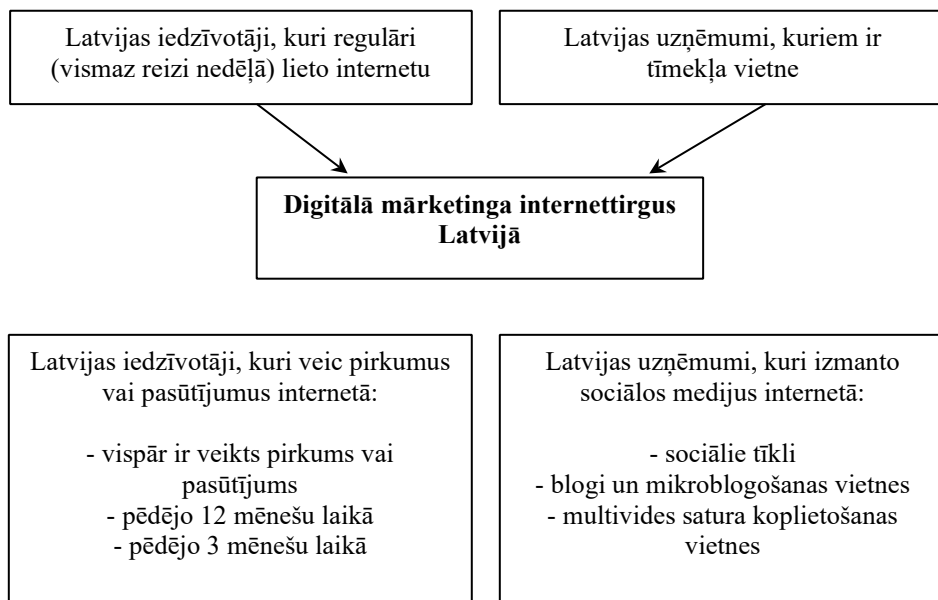 Latvijas iedzīvotāji, kuri regulāri
(vismaz reizi nedēļā) lieto internetu
Latvijas uzņēmumi, kuriem ir
tīmekļa vietne
Digitālā mārketinga internettirgus
Latvijā
Latvijas iedzīvotāji, kuri veic pirkumus
vai pasūtījumus internetā:
- vispār ir veikts pirkums vai
pasūtījums
- pēdējo 12 mēnešu laikā
- pēdējo 3 mēnešu laikā
Latvijas uzņēmumi, kuri izmanto
sociālos medijus internetā:
- sociālie tīkli
- blogi un mikroblogošanas vietnes
- multivides satura koplietošanas
vietnes